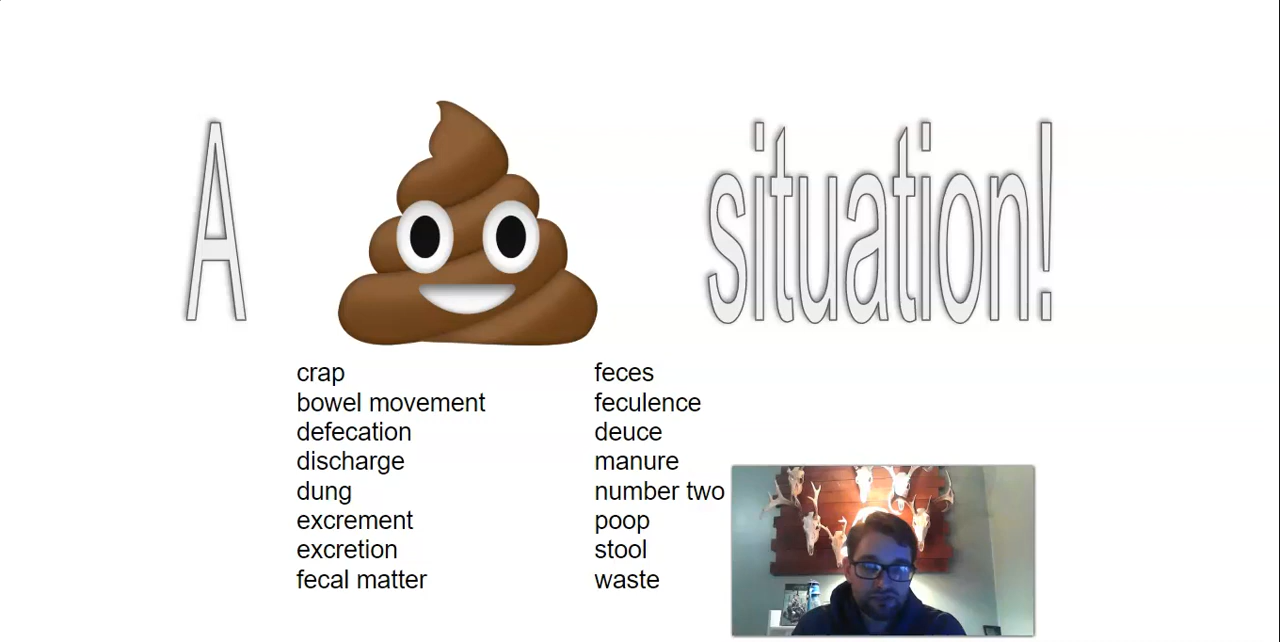 A situation!
crap
bowel movement
defecation
discharge
dung
excrement
excretion
fecal matter
feces
feculence
deuce
manure
number two
poop
stool
waste